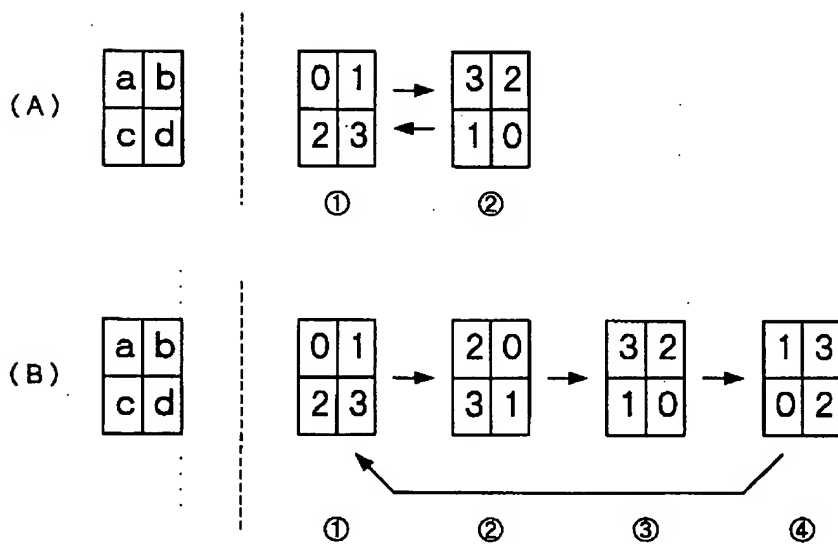 a b 0 1 3 2
(A)
c d 2 3 1 0
① ②
a b 0 1 2 0 3 2 1 3
(B)
c d 2 3 3 1 1 0 0 2
① ② ③ ④